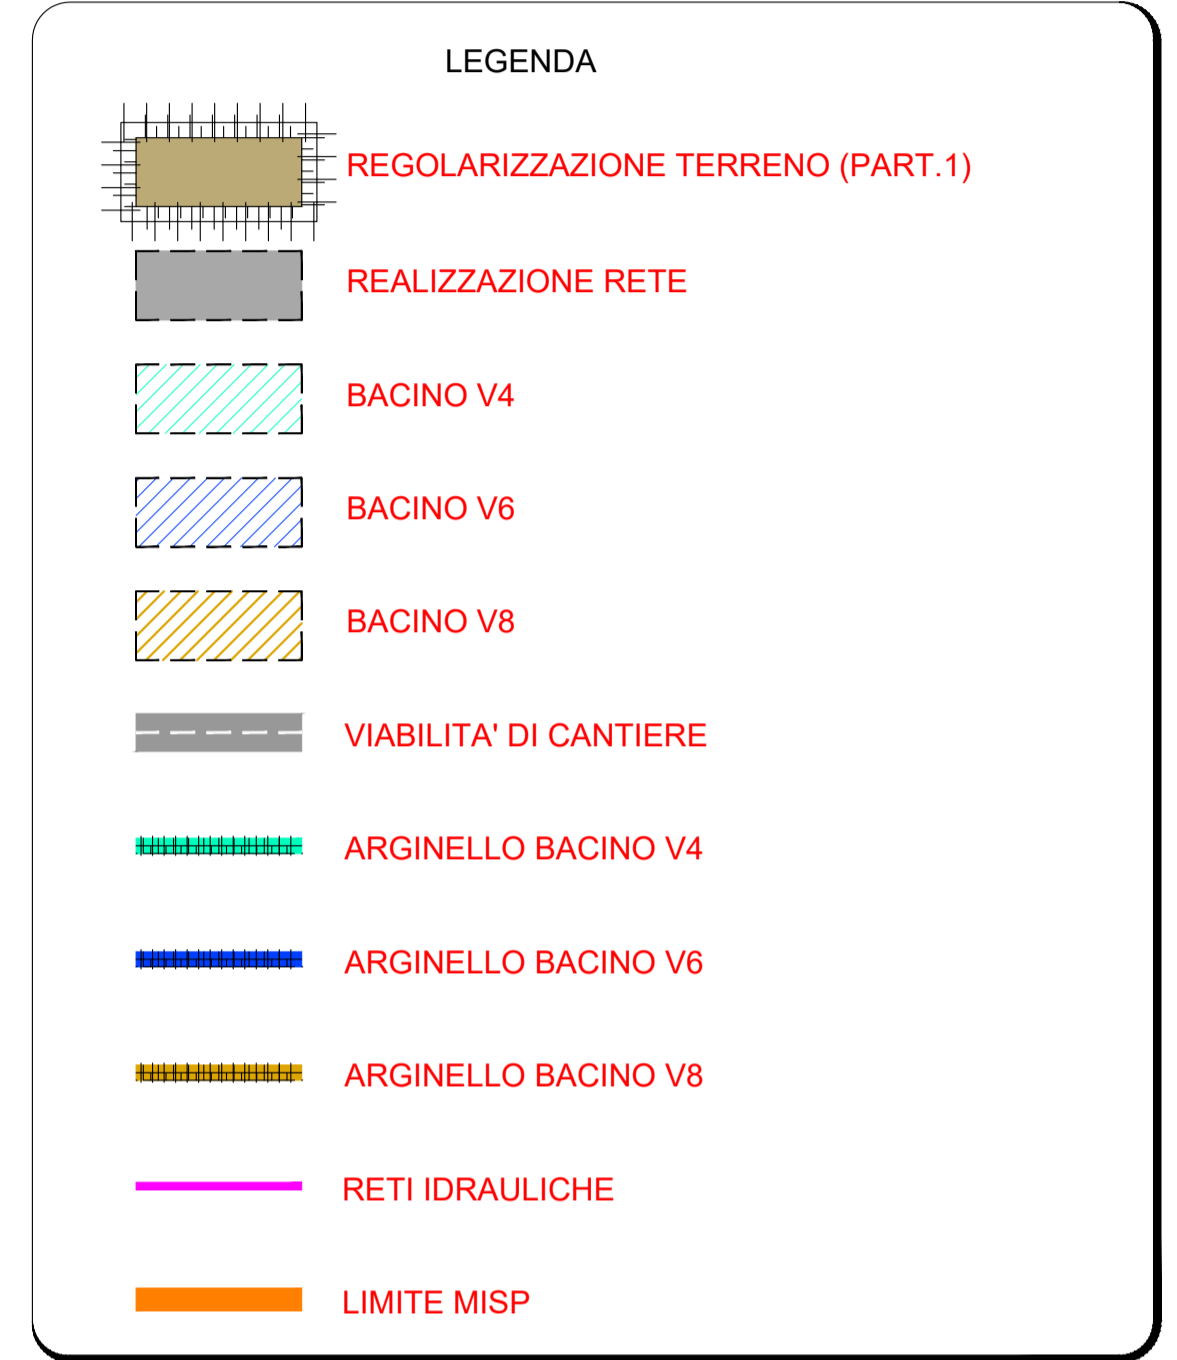 LEGENDA
REGOLARIZZAZIONE TERRENO (PART.1)
REALIZZAZIONE RETE
BACINO V4
BACINO V6
BACINO V8
VIABILITA' DI CANTIERE
ARGINELLO BACINO V4
ARGINELLO BACINO V6
ARGINELLO BACINO V8
RETI IDRAULICHE
LIMITE MISP